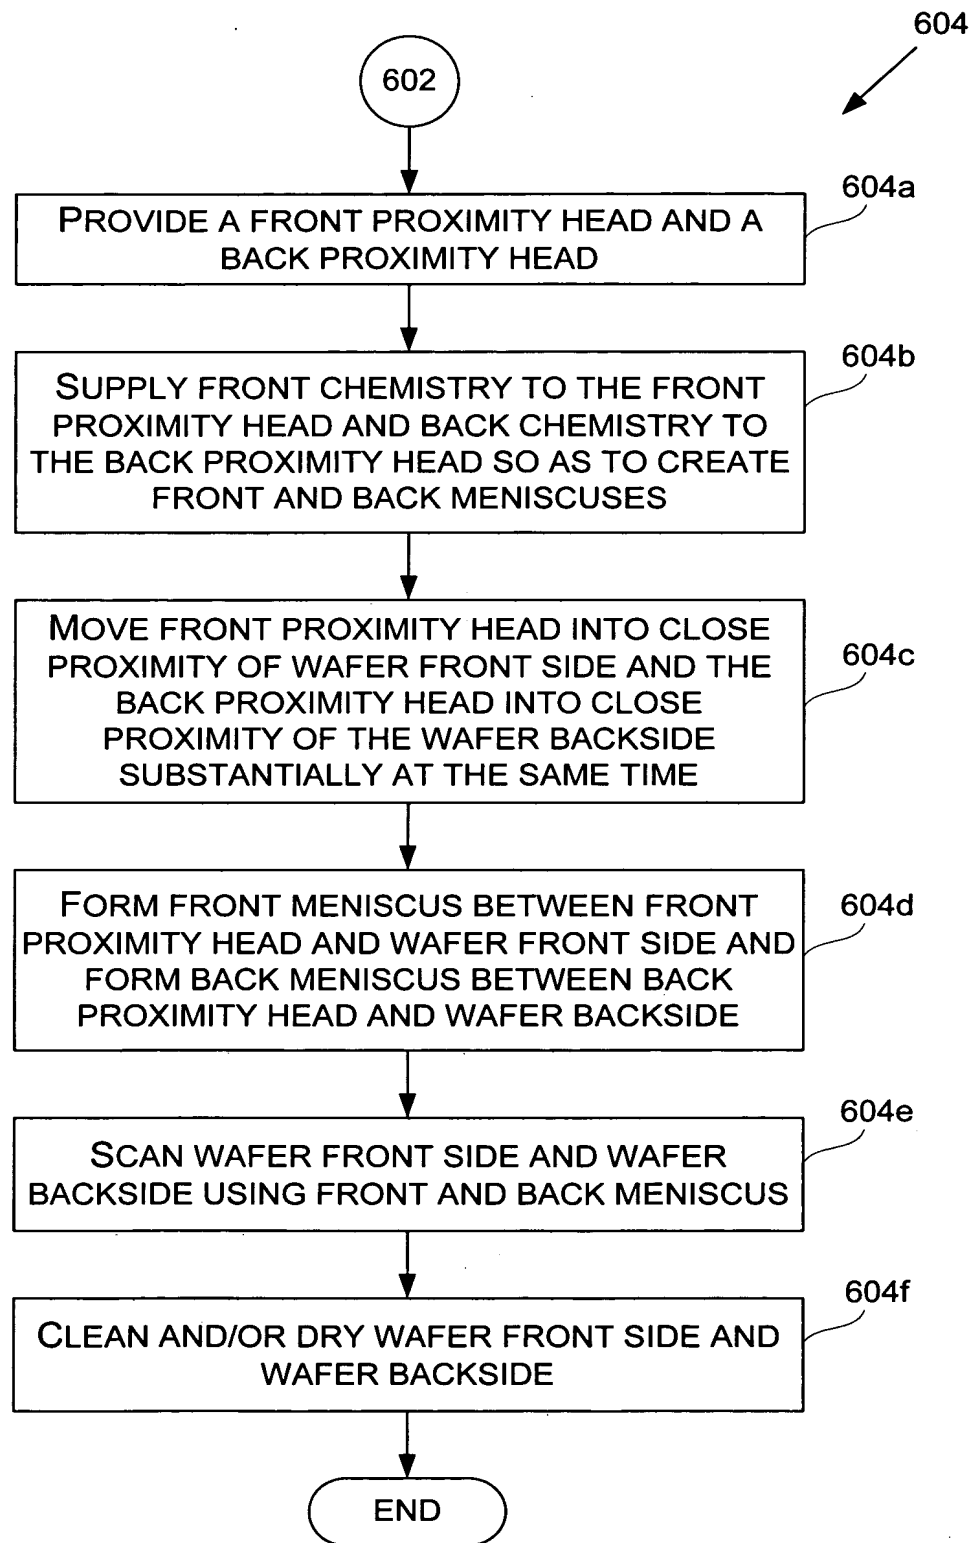 604
602
604a
PROVIDE A FRONT PROXIMITY HEAD AND A
BACK PROXIMITY HEAD
604b
SUPPLY FRONT CHEMISTRY TO THE FRONT
PROXIMITY HEAD AND BACK CHEMISTRY TO
THE BACK PROXIMITY HEAD SO AS TO CREATE
FRONT AND BACK MENISCUSES
604c
MOVE FRONT PROXIMITY HEAD INTO CLOSE
PROXIMITY OF WAFER FRONT SIDE AND THE
BACK PROXIMITY HEAD INTO CLOSE
PROXIMITY OF THE WAFER BACKSIDE
SUBSTANTIALLY AT THE SAME TIME
604d
FORM FRONT MENISCUS BETWEEN FRONT
PROXIMITY HEAD AND WAFER FRONT SIDE AND
FORM BACK MENISCUS BETWEEN BACK
PROXIMITY HEAD AND WAFER BACKSIDE
604e
SCAN WAFER FRONT SIDE AND WAFER
BACKSIDE USING FRONT AND BACK MENISCUS
604f
CLEAN AND/OR DRY WAFER FRONT SIDE AND
WAFER BACKSIDE
END